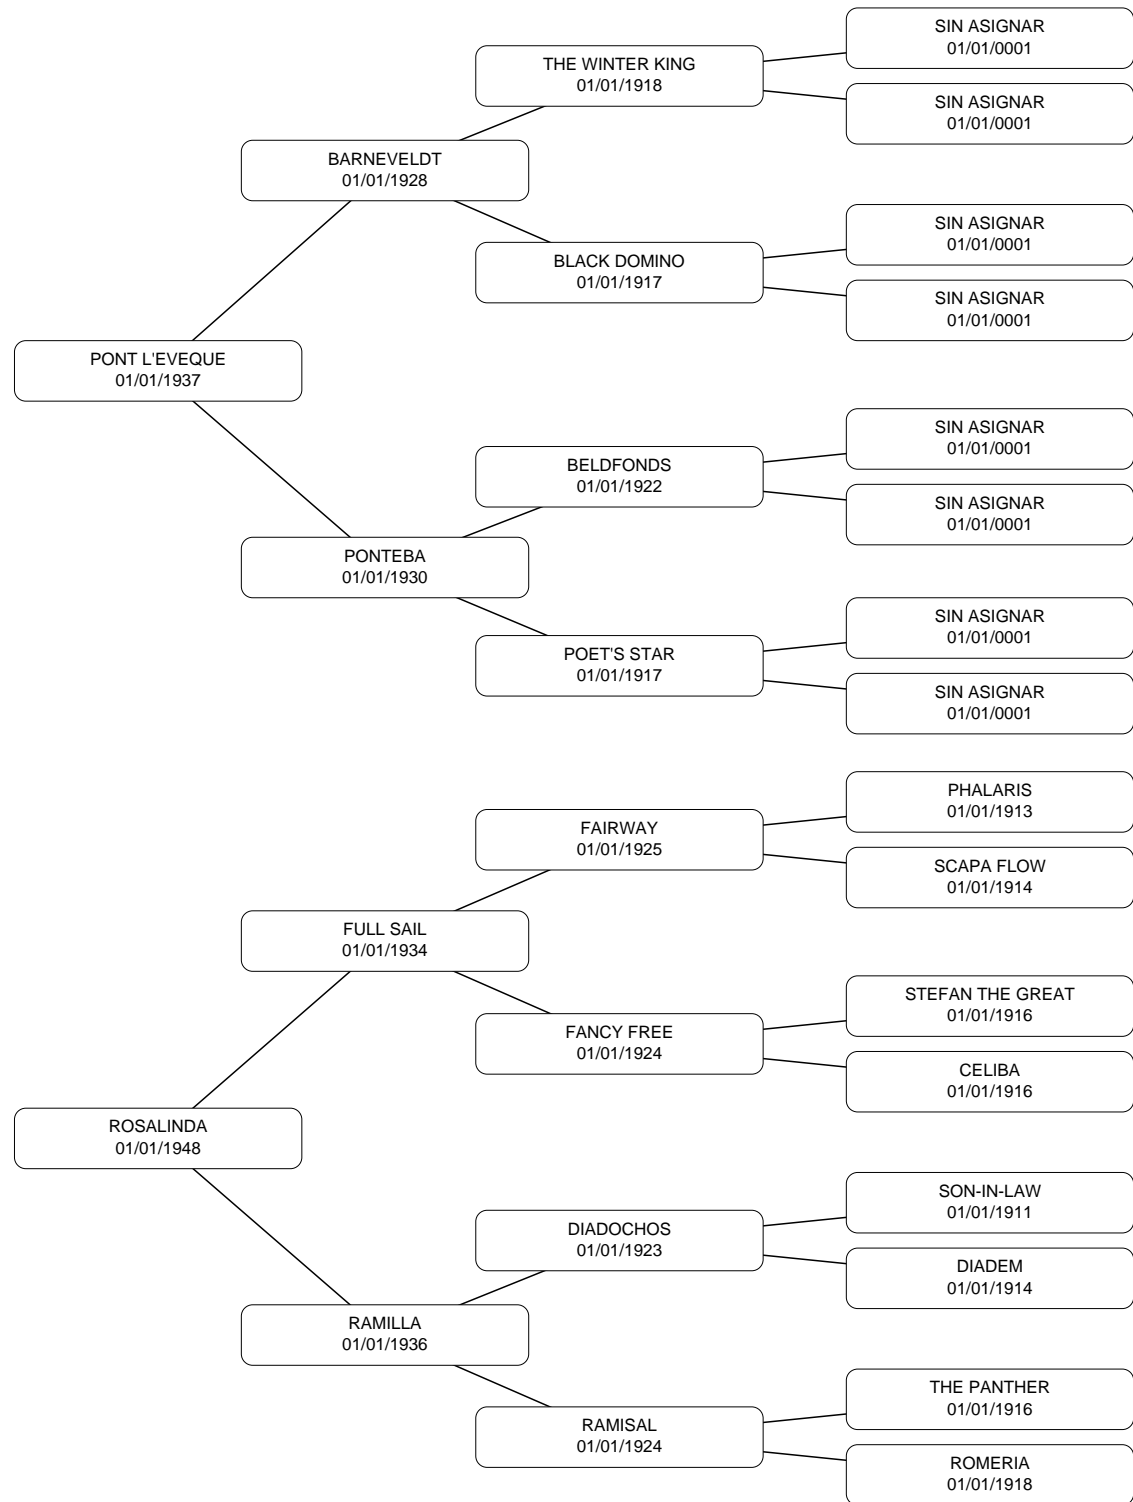 SIN ASIGNAR
01/01/0001
THE WINTER KING
01/01/1918
SIN ASIGNAR
01/01/0001
BARNEVELDT
01/01/1928
SIN ASIGNAR
01/01/0001
BLACK DOMINO
01/01/1917
SIN ASIGNAR
01/01/0001
PONT L'EVEQUE
01/01/1937
SIN ASIGNAR
01/01/0001
BELDFONDS
01/01/1922
SIN ASIGNAR
01/01/0001
PONTEBA
01/01/1930
SIN ASIGNAR
01/01/0001
POET'S STAR
01/01/1917
SIN ASIGNAR
01/01/0001
PHALARIS
01/01/1913
FAIRWAY
01/01/1925
SCAPA FLOW
01/01/1914
FULL SAIL
01/01/1934
STEFAN THE GREAT
01/01/1916
FANCY FREE
01/01/1924
CELIBA
01/01/1916
ROSALINDA
01/01/1948
SON-IN-LAW
01/01/1911
DIADOCHOS
01/01/1923
DIADEM
01/01/1914
RAMILLA
01/01/1936
THE PANTHER
01/01/1916
RAMISAL
01/01/1924
ROMERIA
01/01/1918